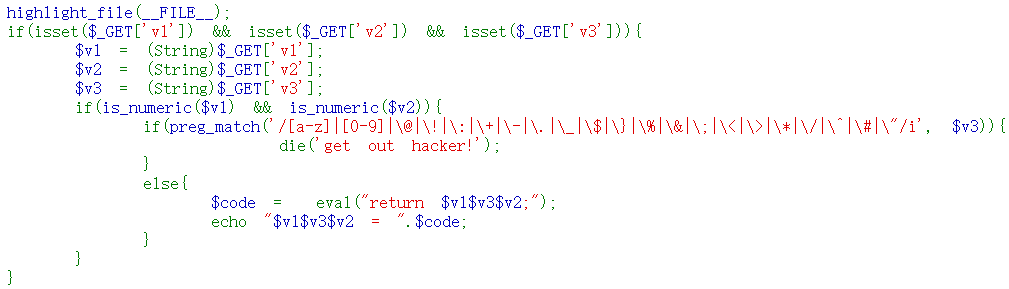 highlight_file(__FILE__);
if(isset($_GET['v1']) && isset($_GET['v2']) && isset($_GET['v3'])){
$v1 = (String)$_GET['v1'];
$v2 = (String)$_GET['v2'];
$v3 = (String)$_GET['v3'];
if(is_numeric($v1) && is_numeric($v2)){
if(preg_match('/[a-z]|[0-9]|\@|\!|\:|\+|\-|\.|\_|\$|\}|\%|\&|\;|\<|\>|\*|\/|\^|\#|\"/i', $v3)){
die('get out hacker!');
}
else{
$code = eval("return $v1$v3$v2;");
echo "$v1$v3$v2 = ".$code;
}
}
}